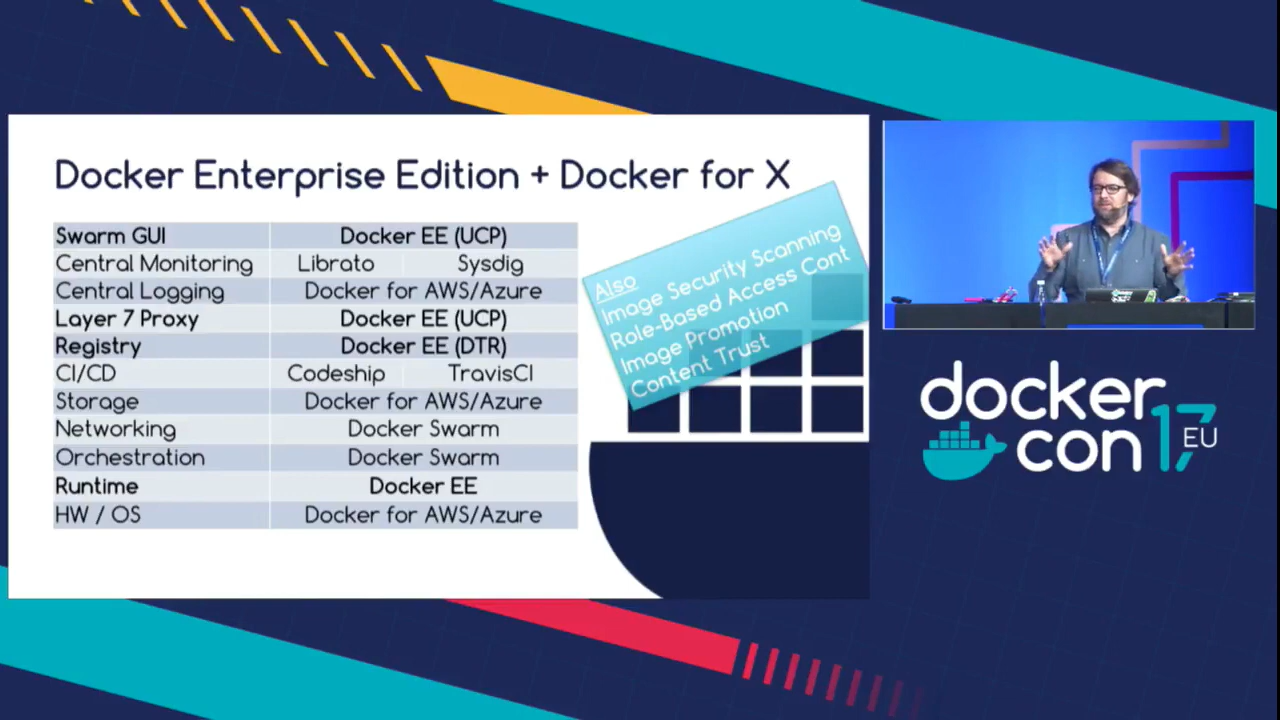 Docker Enterprise Edition + Docker for X
Swarm GUI Docker EE (UCP)
Central Monitoring Librato Sysdig
Central Logging Docker for AWS/Azure
Layer 7 Proxy Docker EE (UCP)
Registry Docker EE (DTR)
CI/CD Codeship TravisCI
Storage Docker for AWS/Azure
Networking Docker Swarm
Orchestration Docker Swarm
Runtime Docker EE
HW / OS Docker for AWS/Azure
Also
Image Security Scanning
Role-Based Access Cont
Image Promotion
Content Trust
docker
con 17 EU